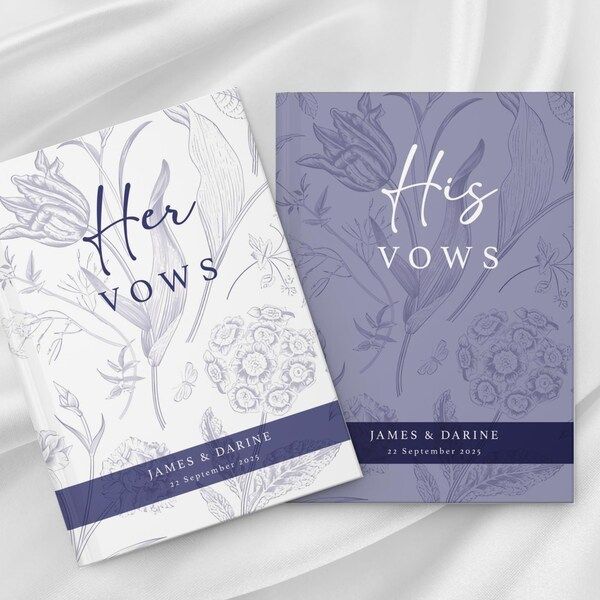 Her
VOWS
JAMES & DARINE
22 September 2025
His
VOWS
JAMES & DARINE
22 September 2025